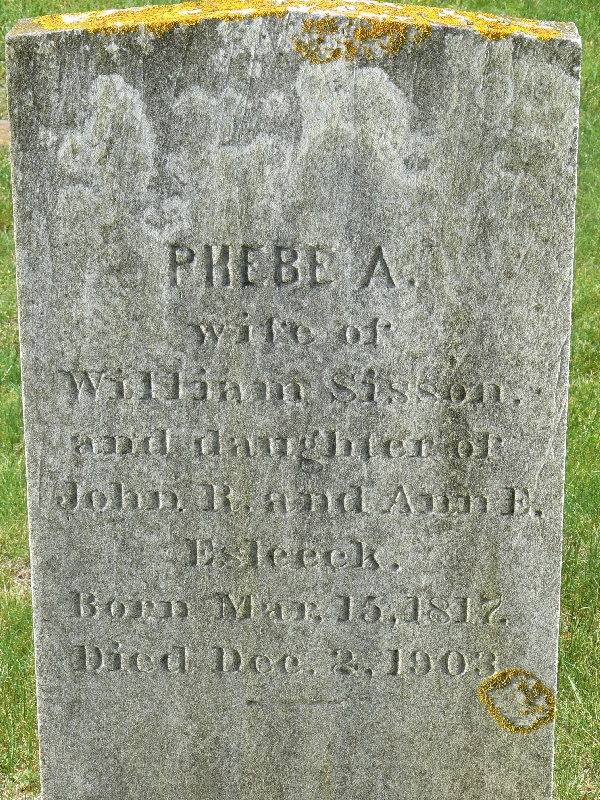 PHEBE A.
wife of
William Sisson,
and daughter of
John R. and Ann E.
Esleeck.
Born Mar. 15, 1817.
Died Dec. 2, 1903.